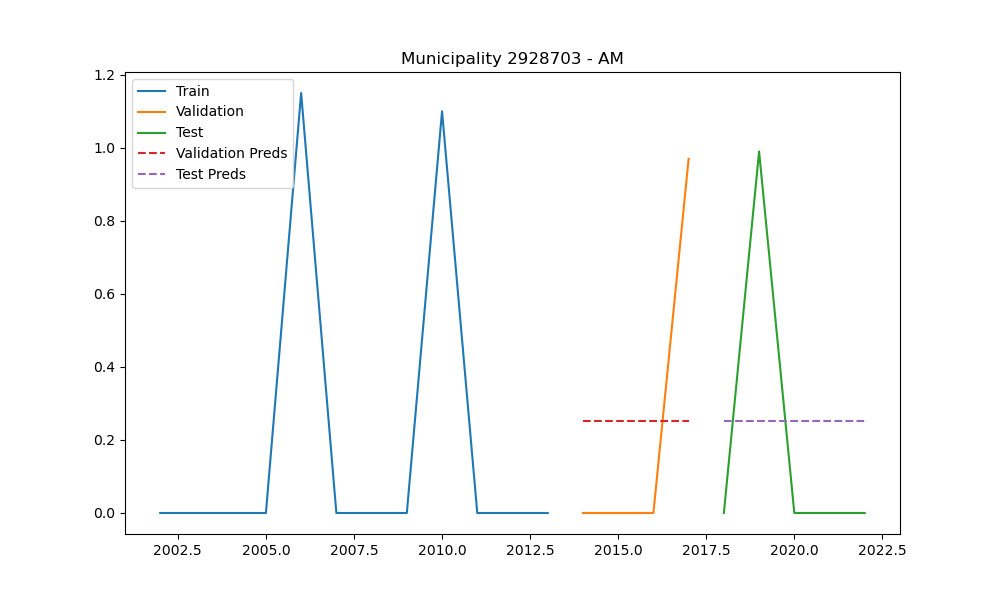 Municipality 2928703 - AM
Train
Validation
Test
Validation Preds
Test Preds
1.2
1.0
0.8
0.6
0.4
0.2
0.0
2002.5 2005.0 2007.5 2010.0 2012.5 2015.0 2017.5 2020.0 2022.5